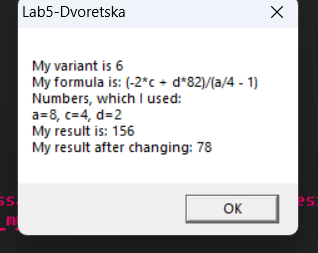 Lab5-Dvoretska
My variant is 6
My formula is: (-2*c + d*82)/(a/4 - 1)
Numbers, which I used:
a=8, c=4, d=2
My result is: 156
My result after changing: 78
OK